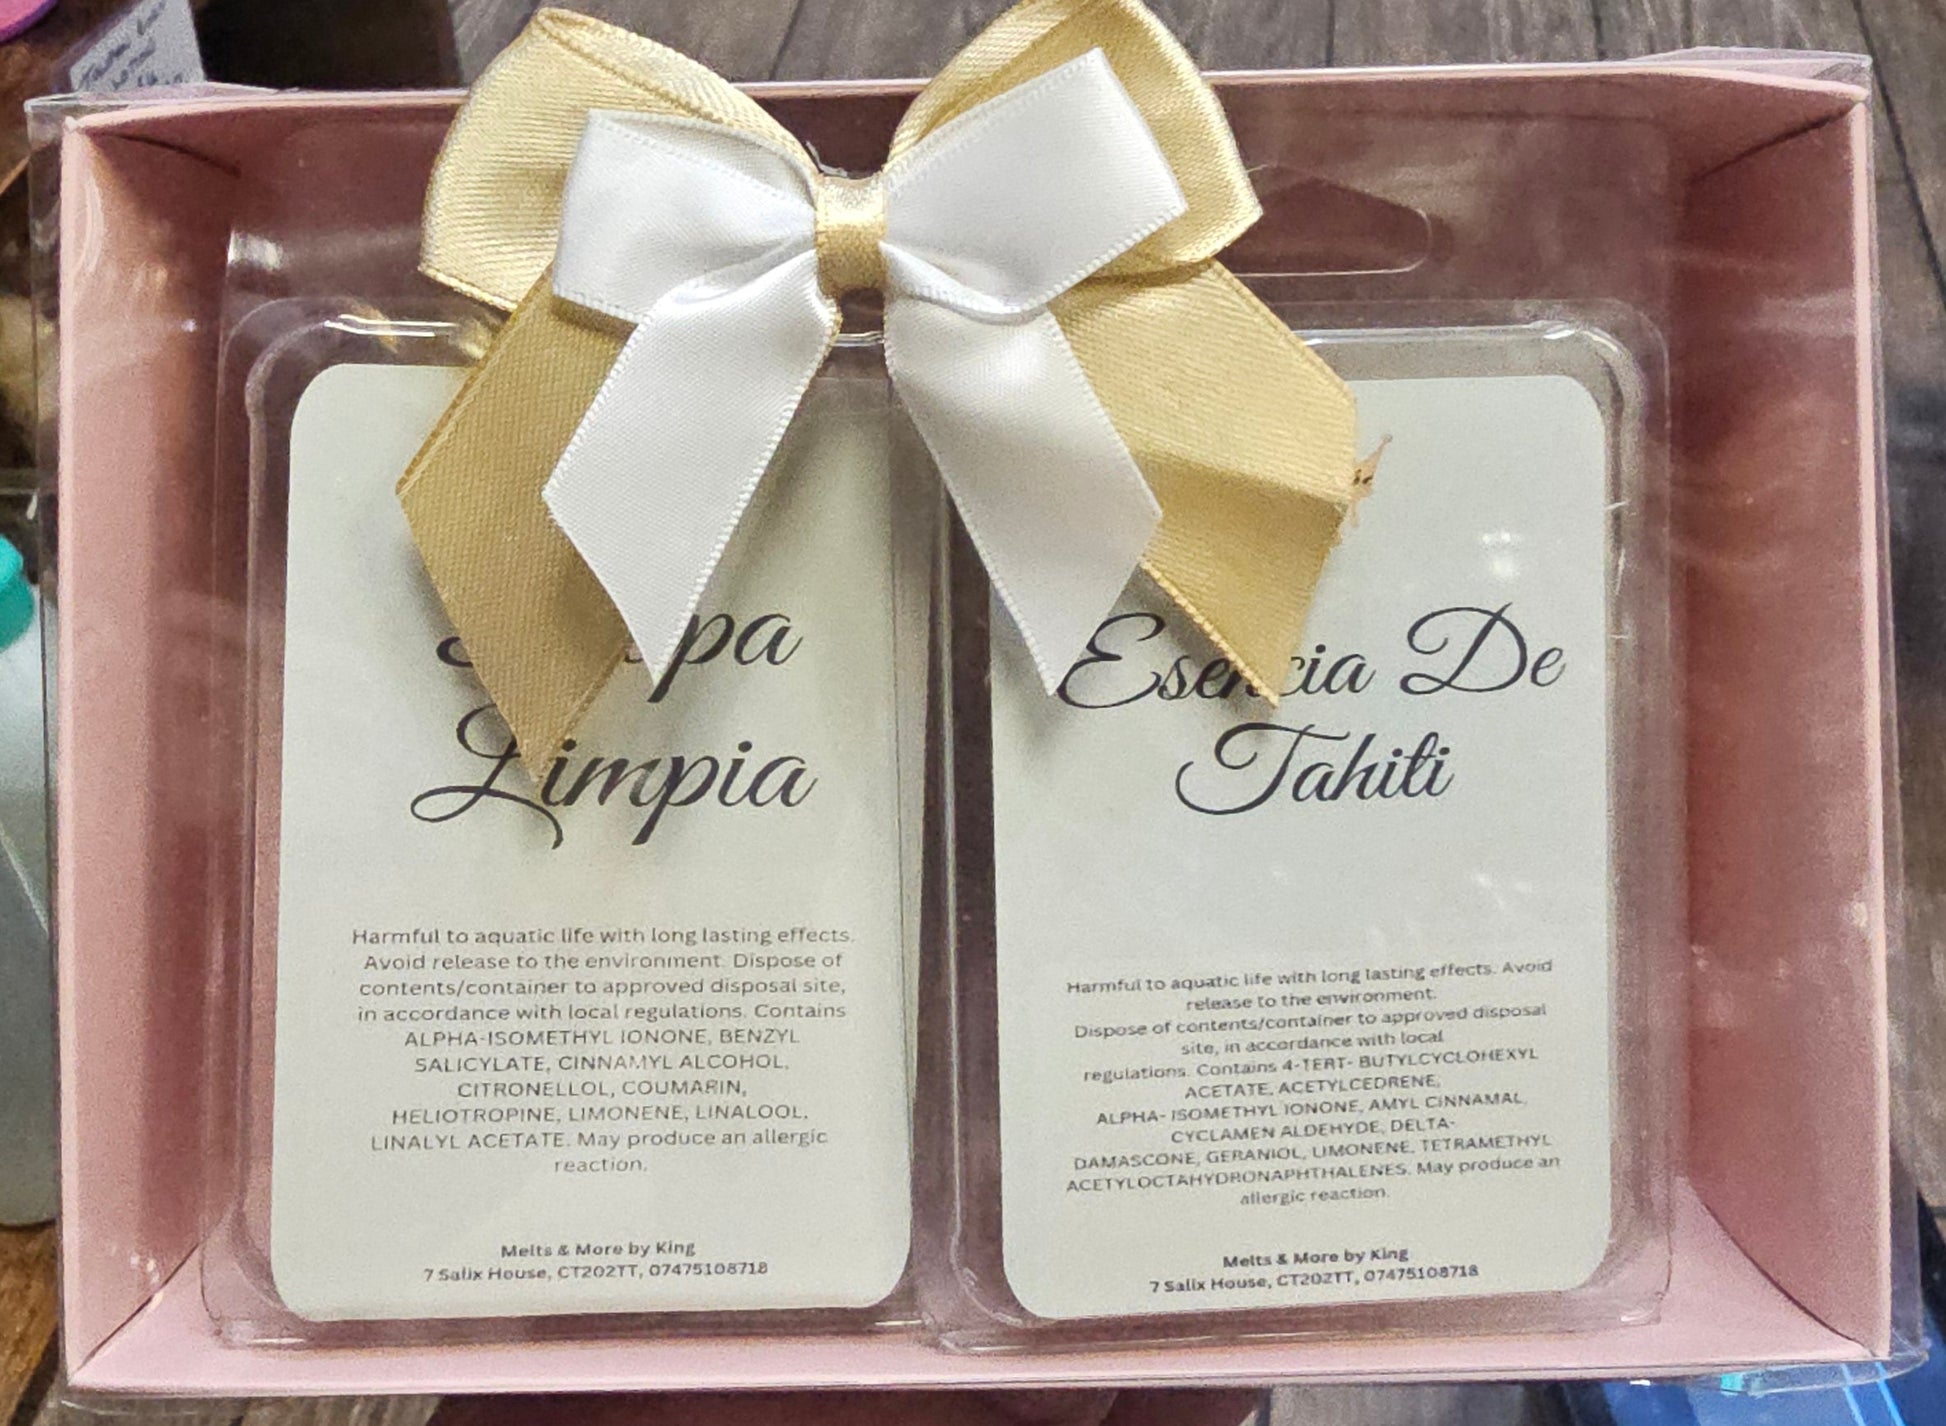 pa
Limpia
Harmful to aquatic life with long lasting effects.
Avoid release to the environment. Dispose of
contents/container to approved disposal site,
in accordance with local regulations. Contains
ALPHA-ISOMETHYL IONONE, BENZYL
SALICYLATE, CINNAMYL ALCOHOL,
CITRONELLOL, COUMARIN,
HELIOTROPINE, LIMONENE, LINALOOL,
LINALYL ACETATE. May produce an allergic
reaction.
Melts & More by King
7 Salix House, CT202TT, 07475108718
Esencia De
Tahiti
Harmful to aquatic life with long lasting effects. Avoid
release to the environment.
Dispose of contents/container to approved disposal
site, in accordance with local
regulations. Contains 4-TERT- BUTYLCYCLOHEXYL
ACETATE, ACETYLCEDRENE,
ALPHA- ISOMETHYL IONONE, AMYL CINNAMAL,
CYCLAMEN ALDEHYDE, DELTA-
DAMASCONE, GERANIOL, LIMONENE, TETRAMETHYL
ACETYLOCTAHYDRONAPHTHALENES. May produce an
allergic reaction.
Melts & More by King
7 Salix House, CT202TT, 07475108718